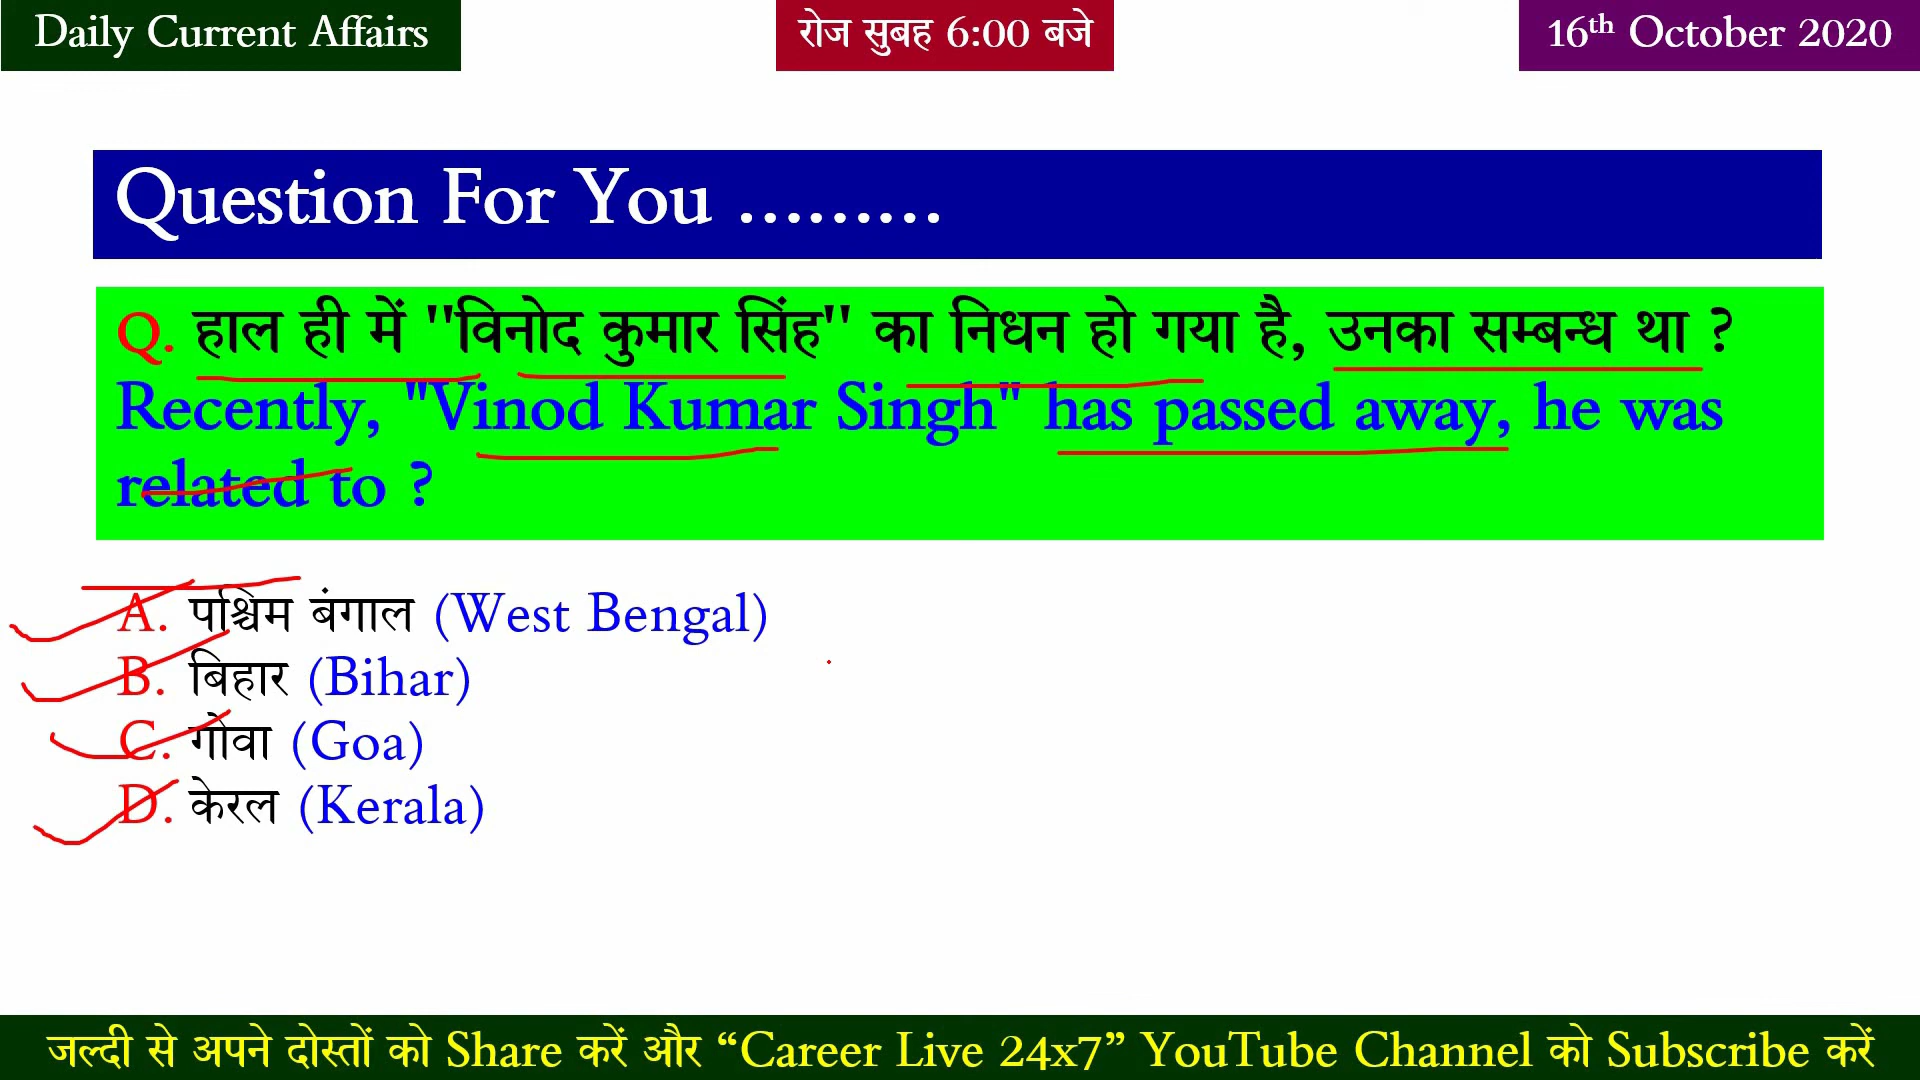 Daily Current Affairs
रोज सुबह 6:00 बजे
16th October 2020
Question For You .........
Q. हाल ही में "विनोद कुमार सिंह" का निधन हो गया है, उनका सम्बन्ध था ?
Recently, "Vinod Kumar Singh" has passed away, he was
related to ?
A. पश्चिम बंगाल (West Bengal)
B. बिहार (Bihar)
C. गोवा (Goa)
D. केरल (Kerala)
जल्दी से अपने दोस्तों को Share करें और “Career Live 24x7” YouTube Channel को Subscribe करें